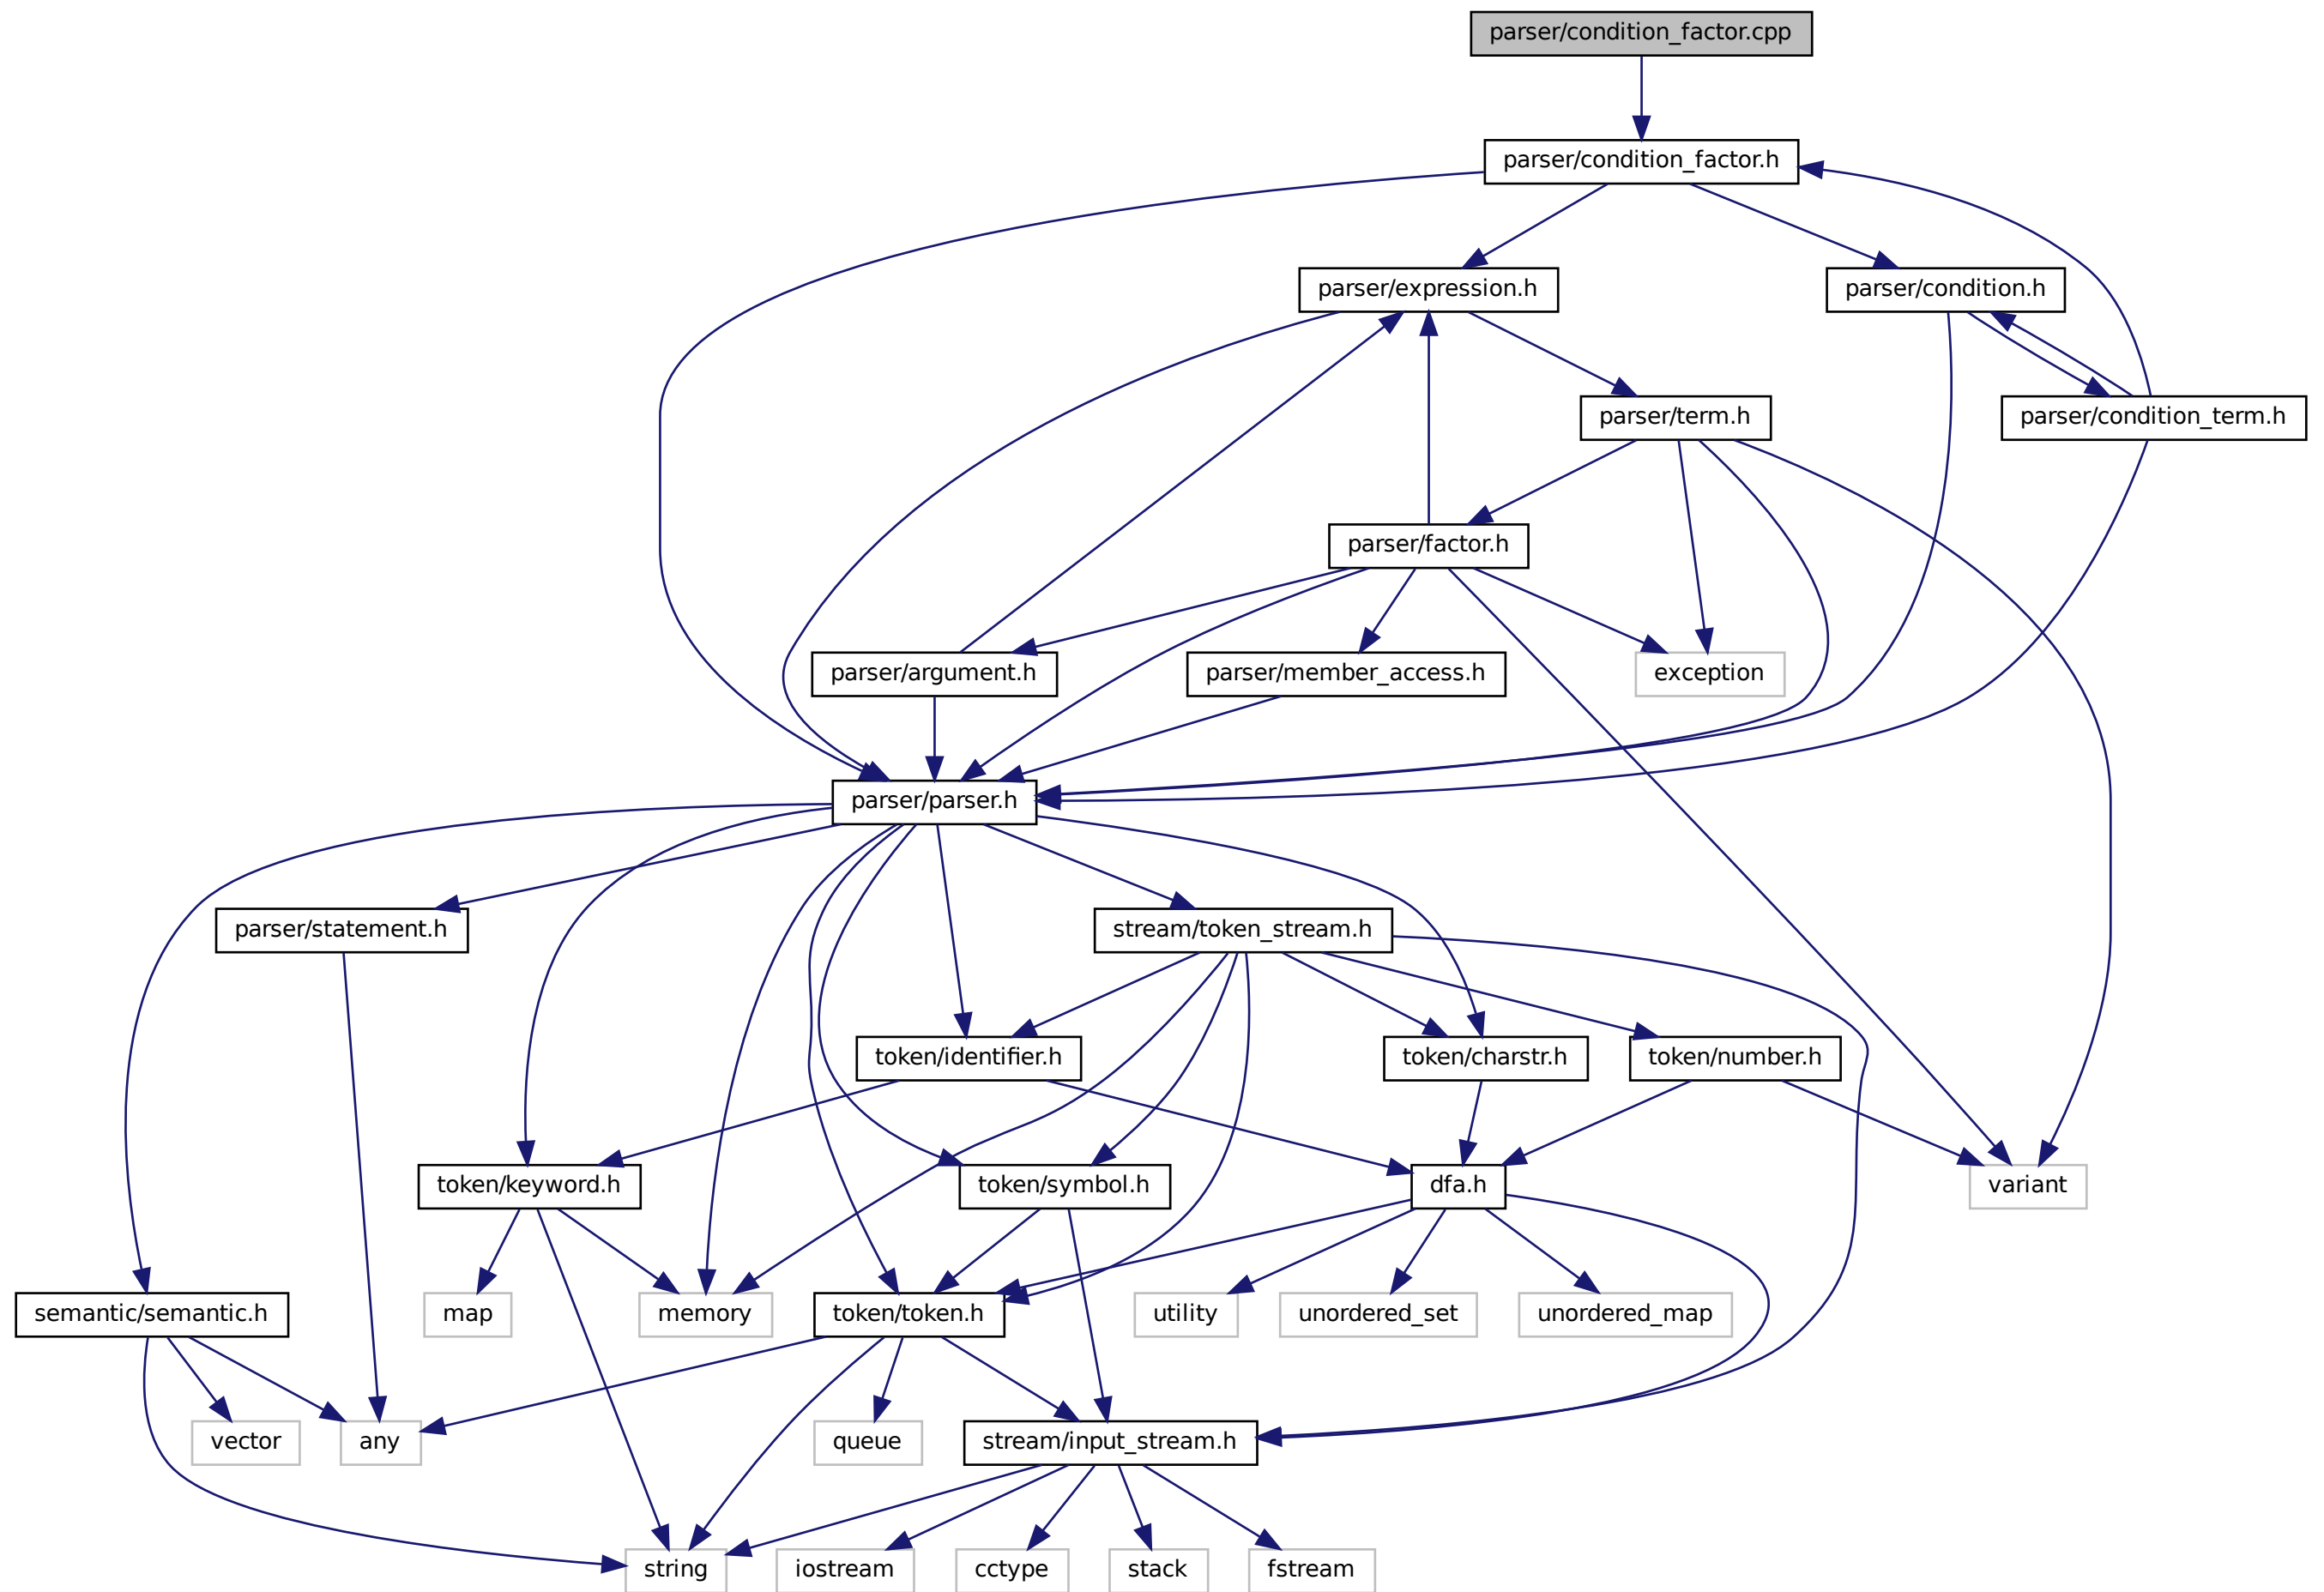 parser/condition_factor.cpp
parser/condition_factor.h
parser/expression.h
parser/condition.h
parser/term.h
parser/condition_term.h
parser/factor.h
parser/argument.h
parser/member_access.h
exception
parser/parser.h
parser/statement.h
stream/token_stream.h
token/identifier.h
token/charstr.h
token/number.h
token/keyword.h
token/symbol.h
dfa.h
variant
semantic/semantic.h
map
memory
token/token.h
utility
unordered_set
unordered_map
vector
any
queue
stream/input_stream.h
string
iostream
cctype
stack
fstream